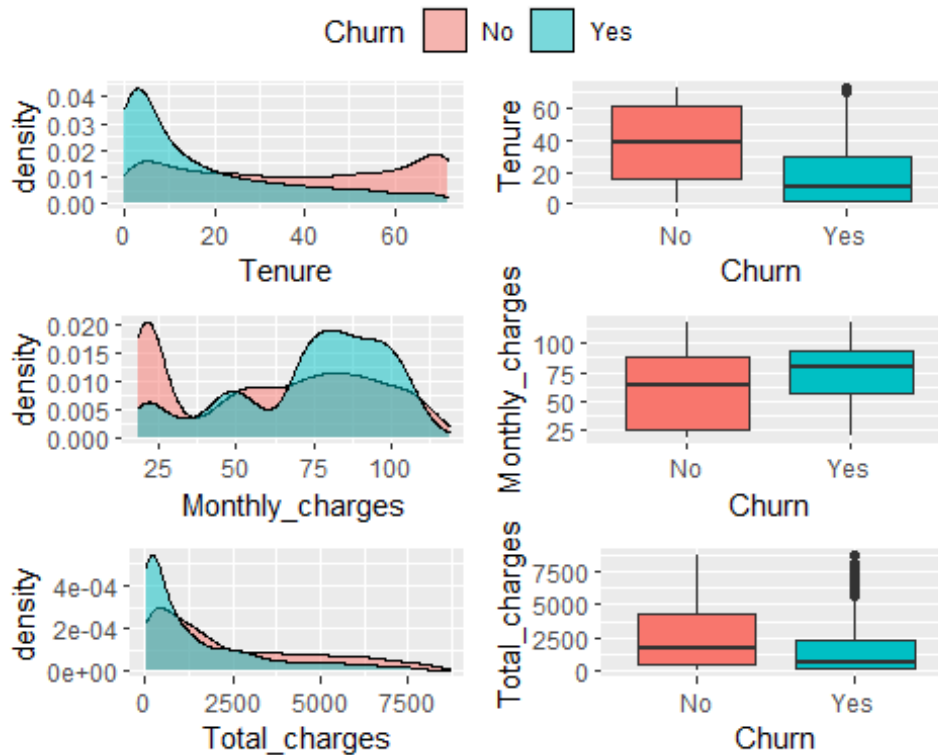 Churn No Yes
density
0.04
0.03
0.02
0.01
0.00
0 20 40 60
Tenure
Tenure
60
40
20
0
No Yes
Churn
density
0.020
0.015
0.010
0.005
0.000
25 50 75 100
Monthly_charges
Monthly_charges
100
75
50
25
No Yes
Churn
density
4e-04
2e-04
0e+00
0 2500 5000 7500
Total_charges
Total_charges
7500
5000
2500
0
No Yes
Churn